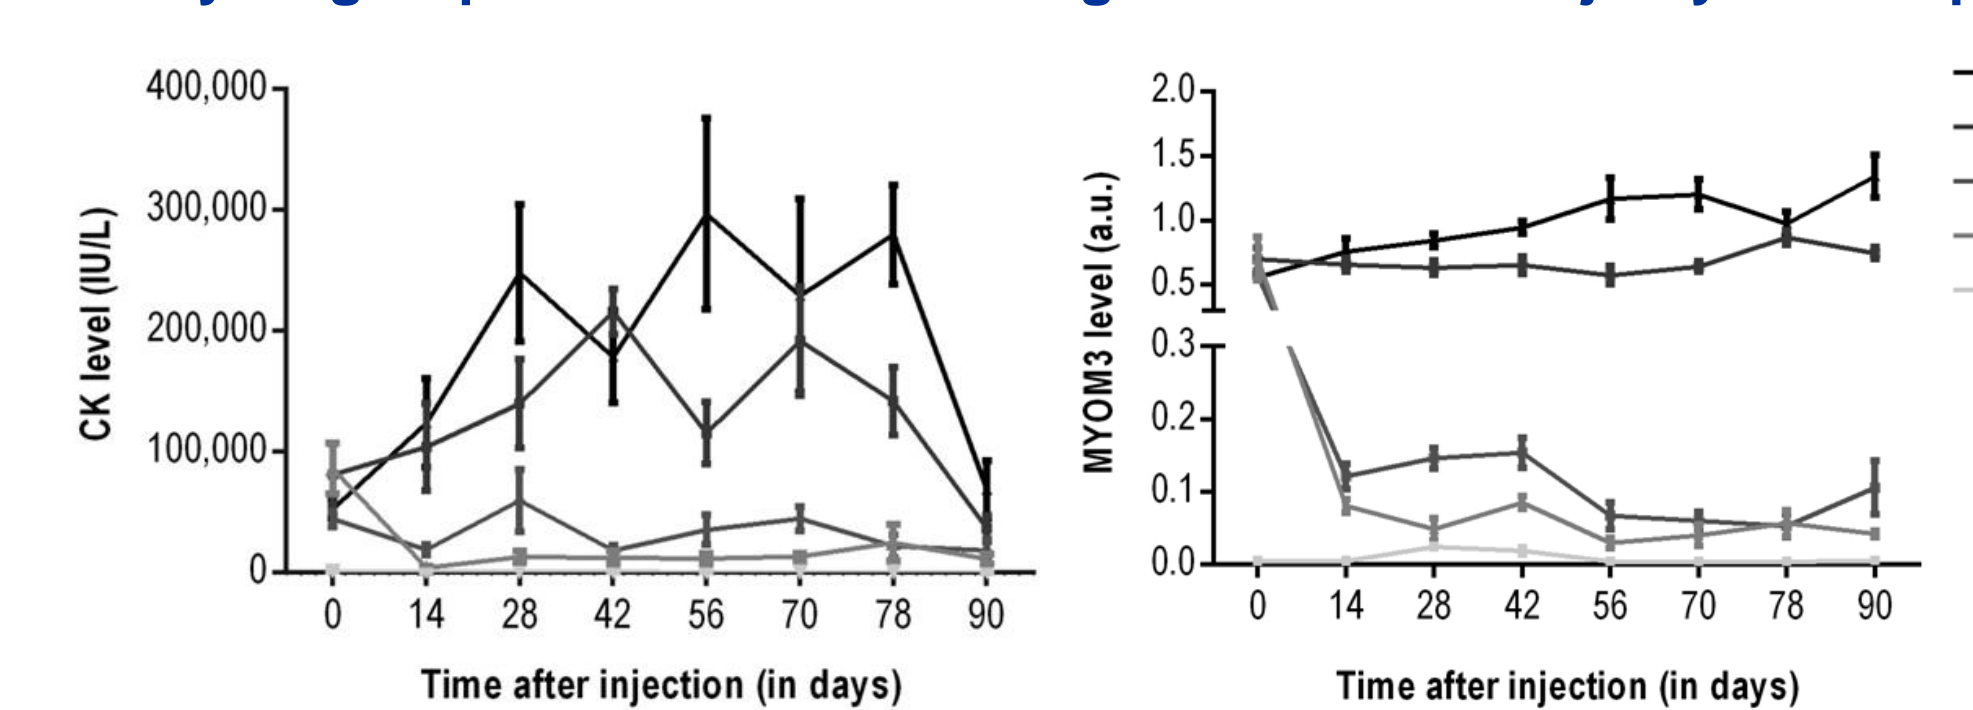 400,000
300,000
200,000
100,000
0
CK level (IU/L)
0 14 28 42 56 70 78 90
Time after injection (in days)
2.0
1.5
1.0
0.5
0.3
0.2
0.1
0.0
MYOM3 level (a.u.)
0 14 28 42 56 70 78 90
Time after injection (in days)